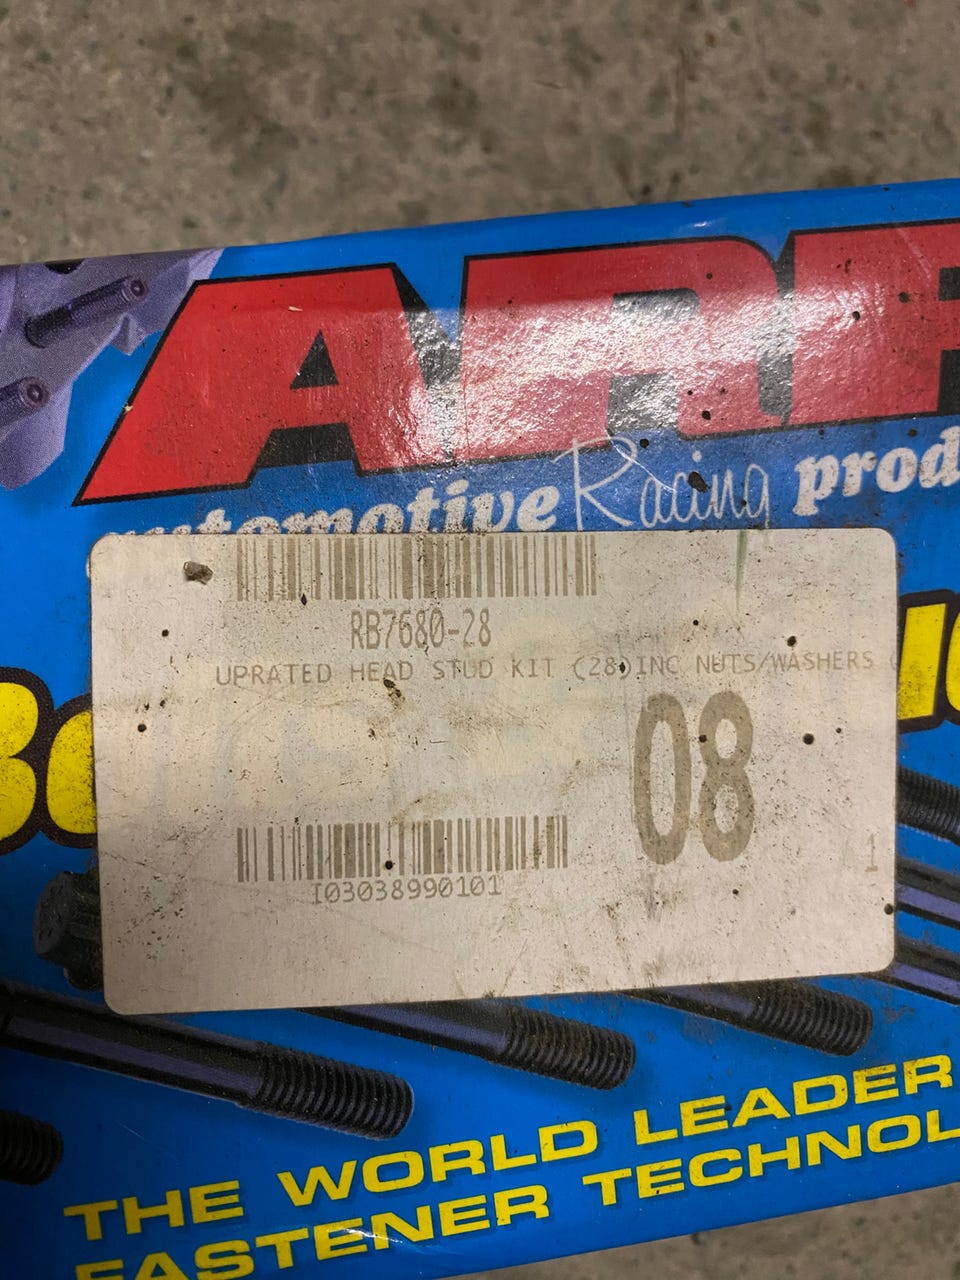 ARP
automotive Racing prod
RB7680-28
UPRATED HEAD STUD KIT (28)INC NUTS/WASHERS (
08
I03038990101
1
THE WORLD LEADER
FASTENER TECHNOL